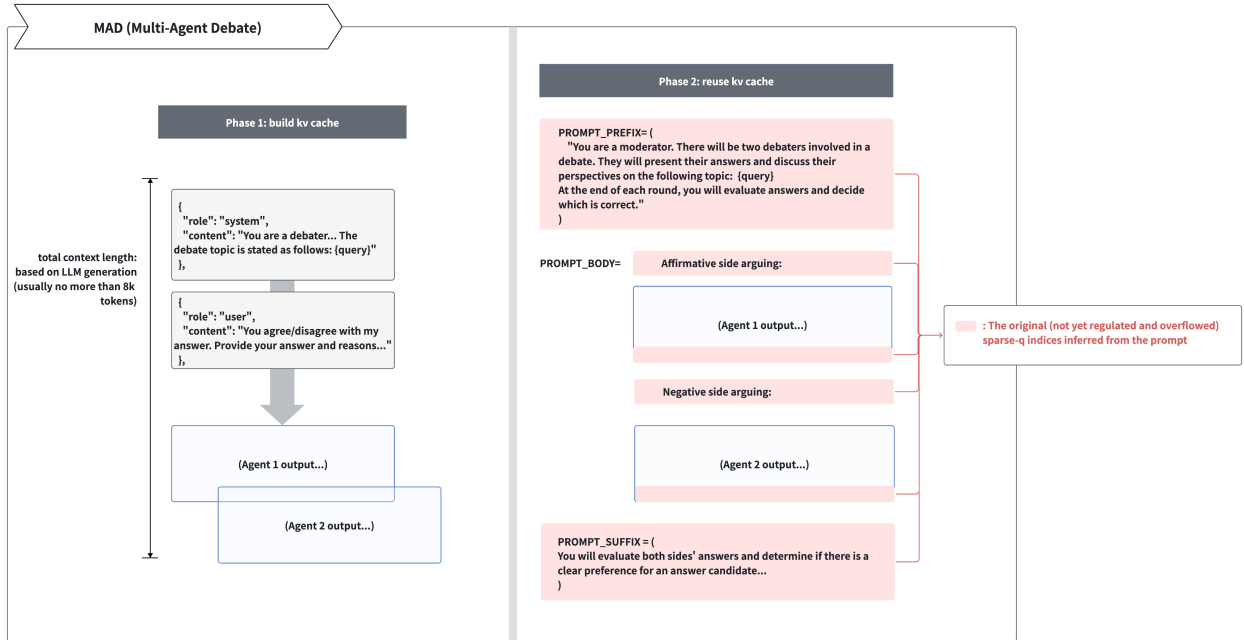 MAD (Multi-Agent Debate)
Phase 1: build kv cache
total context length:
based on LLM generation
(usually no more than 8k
tokens)
{
"role": "system",
"content": "You are a debater... The
debate topic is stated as follows: {query}"
},
{
"role": "user",
"content": "You agree/disagree with my
answer. Provide your answer and reasons..."
},
(Agent 1 output...)
(Agent 2 output...)
Phase 2: reuse kv cache
PROMPT_PREFIX= (
"You are a moderator. There will be two debaters involved in a
debate. They will present their answers and discuss their
perspectives on the following topic: {query}
At the end of each round, you will evaluate answers and decide
which is correct."
)
PROMPT_BODY=
Affirmative side arguing:
(Agent 1 output...)
Negative side arguing:
(Agent 2 output...)
PROMPT_SUFFIX = (
You will evaluate both sides' answers and determine if there is a
clear preference for an answer candidate...
)
: The original (not yet regulated and overflowed)
sparse-q indices inferred from the prompt